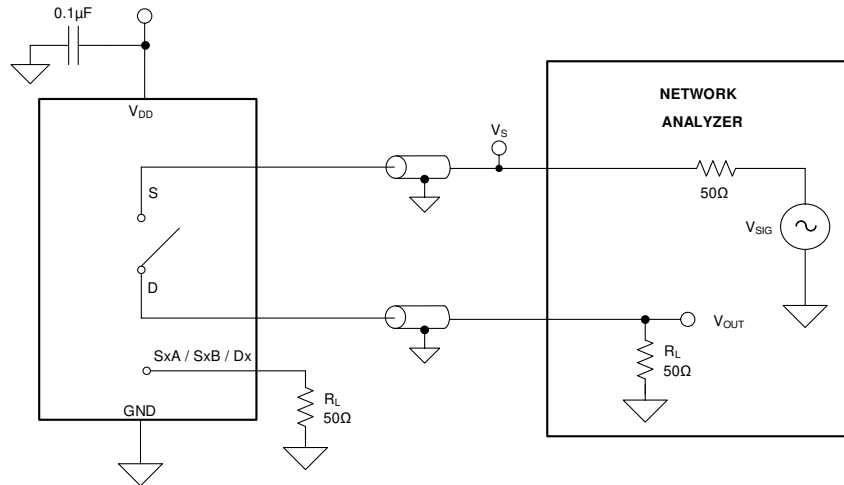 0.1µF
VDD
NETWORK
ANALYZER
VS
S
50Ω
VSIG
D
VOUT
SxA / SxB / Dx
RL
50Ω
RL
50Ω
GND